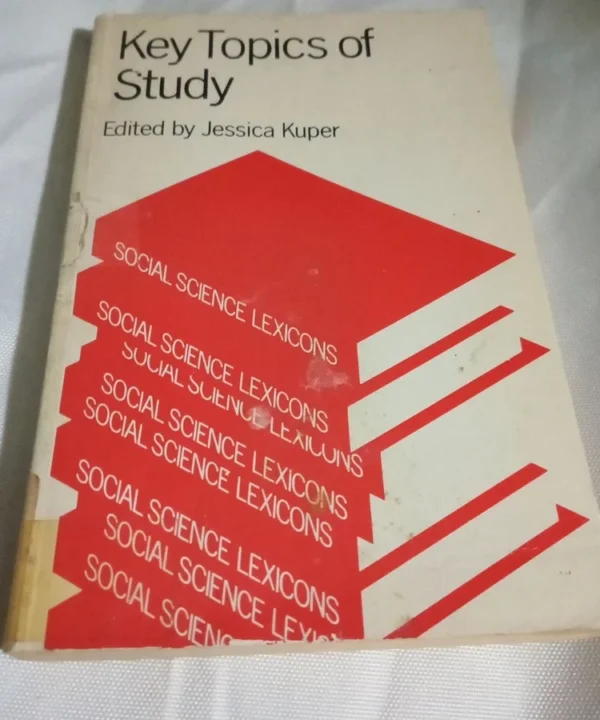 Key Topics of
Study
Edited by Jessica Kuper
SOCIAL SCIENCE LEXICONS
SOCIAL SCIENCE LEXICONS
SOCIAL SCIENCE LEXICONS
SOCIAL SCIENCE LEXICONS
SOCIAL SCIENCE LEXICONS
SOCIAL SCIENCE LEXICONS
SOCIAL SCIENCE LEXICONS
SOCIAL